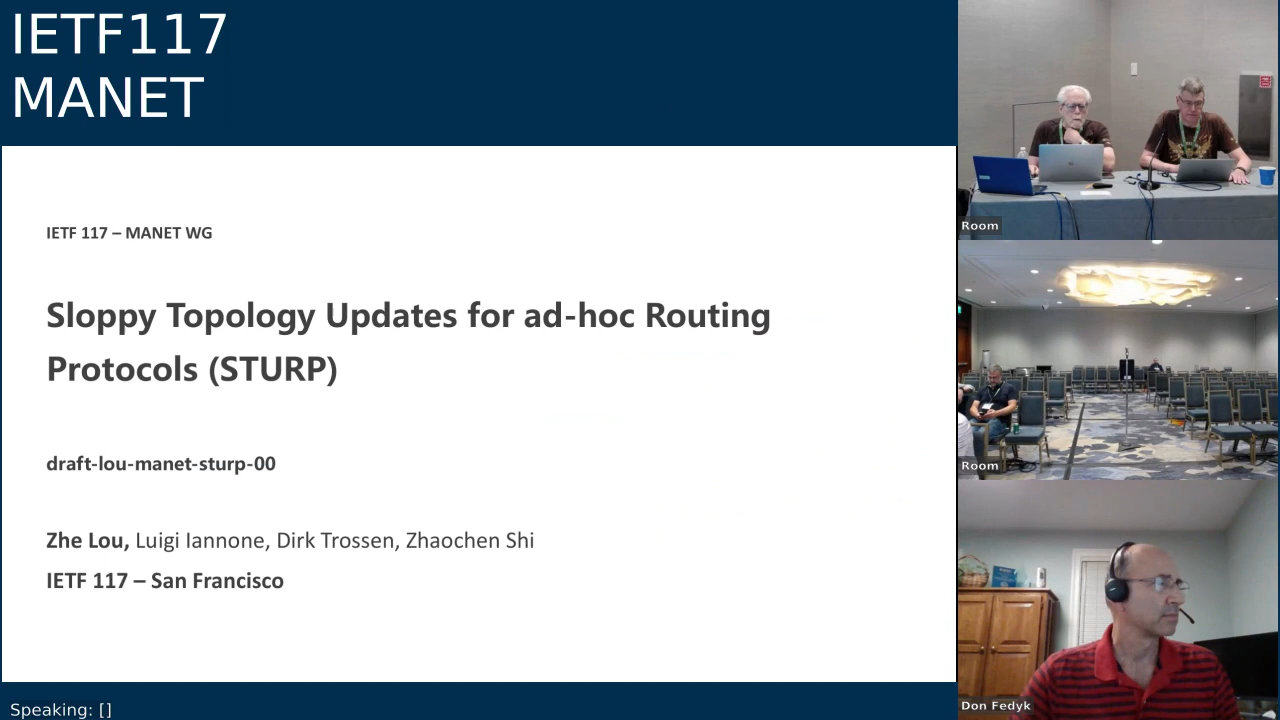 IETF117
MANET
IETF 117 – MANET WG
Sloppy Topology Updates for ad-hoc Routing
Protocols (STURP)
draft-lou-manet-sturp-00
Zhe Lou, Luigi Iannone, Dirk Trossen, Zhaochen Shi
IETF 117 – San Francisco
Speaking: []
Room
Room
Don Fedyk